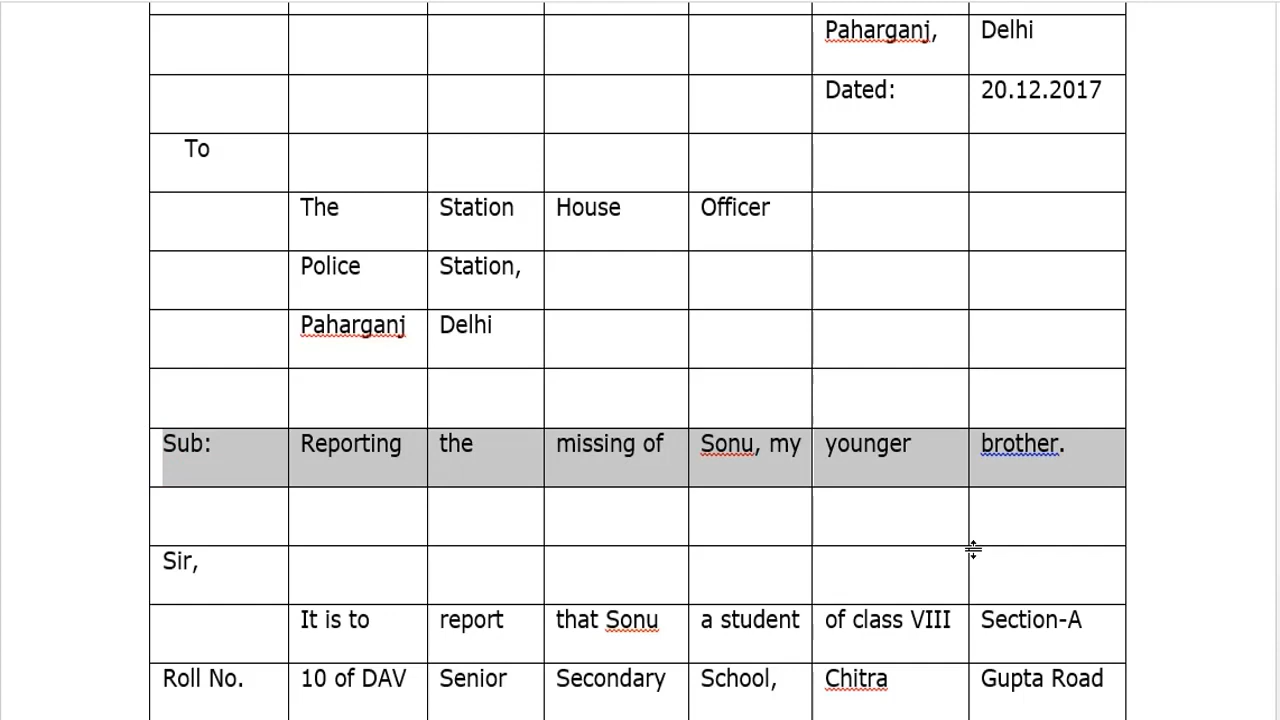 Paharganj, Delhi
Dated: 20.12.2017
To
The Station House Officer
Police Station,
Paharganj Delhi
Sub: Reporting the missing of Sonu, my younger brother.
Sir,
It is to report that Sonu a student of class VIII Section-A
Roll No. 10 of DAV Senior Secondary School, Chitra Gupta Road